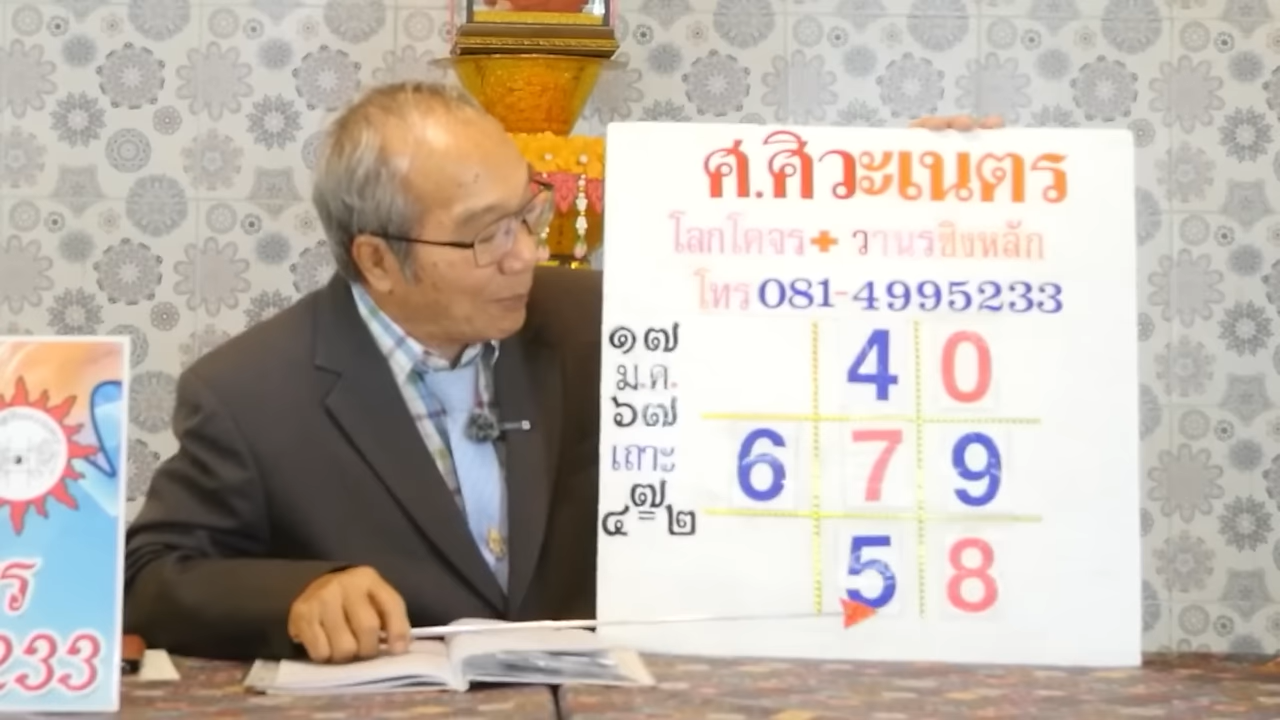 ศ.ศิวะเนตร
โลกโคจร+ วานรชิงหลัก
โทร 081-4995233
๑๗
ม.ค.
๖๗
เถาะ
๗
๔=๒
4 0
6 7 9
5 8
ร
233